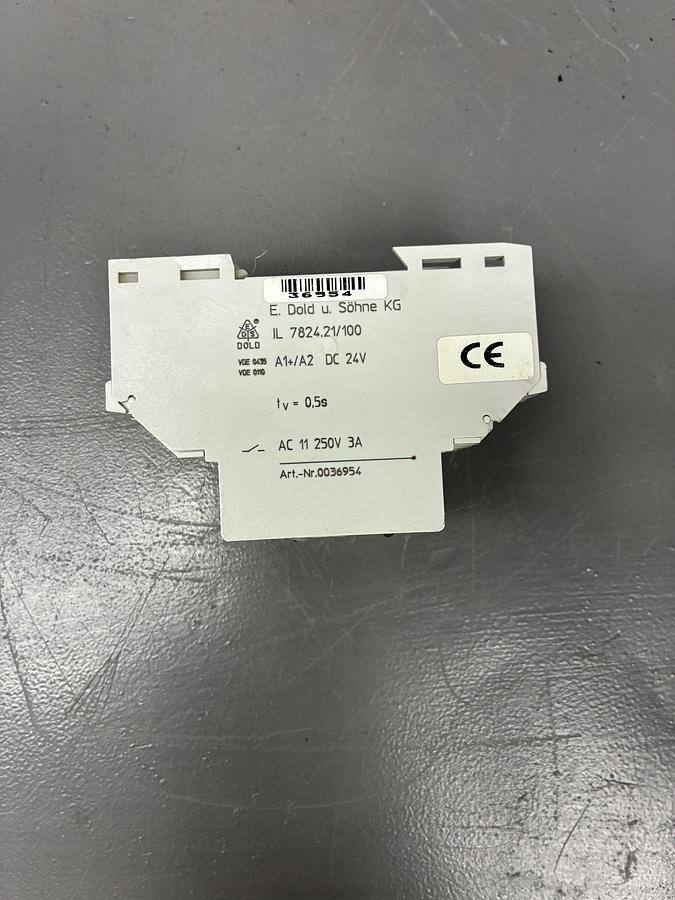 36954
E. Dold u. Söhne KG
IL 7824.21/100
E
D S ®
DOLD
VDE 0435
VDE 0110
A1+/A2 DC 24V
CE
tv = 0,5s
AC 11 250V 3A
Art.-Nr.0036954